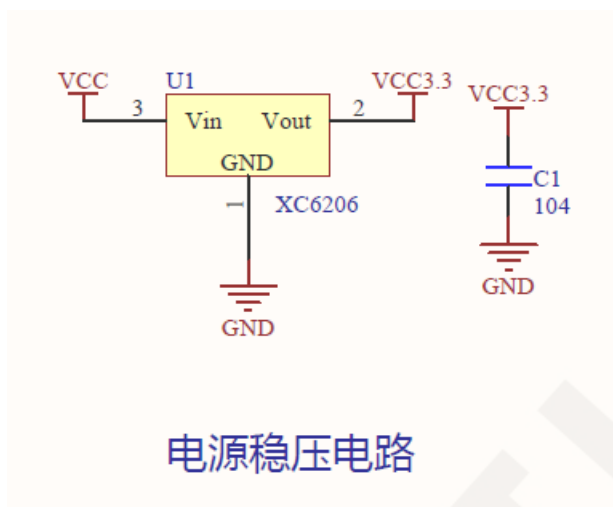 VCC
U1
VCC3.3
VCC3.3
3
Vin
Vout
2
GND
1
XC6206
C1
104
GND
GND
电源稳压电路